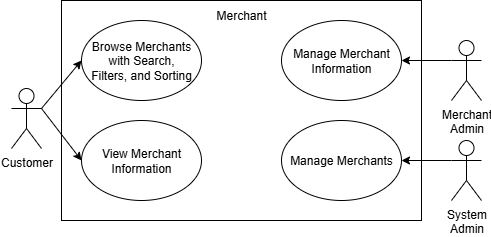 Merchant
Browse Merchants
with Search,
Filters, and Sorting
Manage Merchant
Information
Customer
Merchant
Admin
View Merchant
Information
Manage Merchants
System
Admin